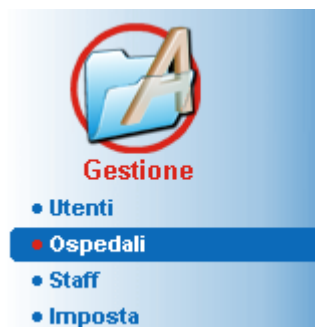 A
Gestione
• Utenti
• Ospedali
• Staff
• Imposta